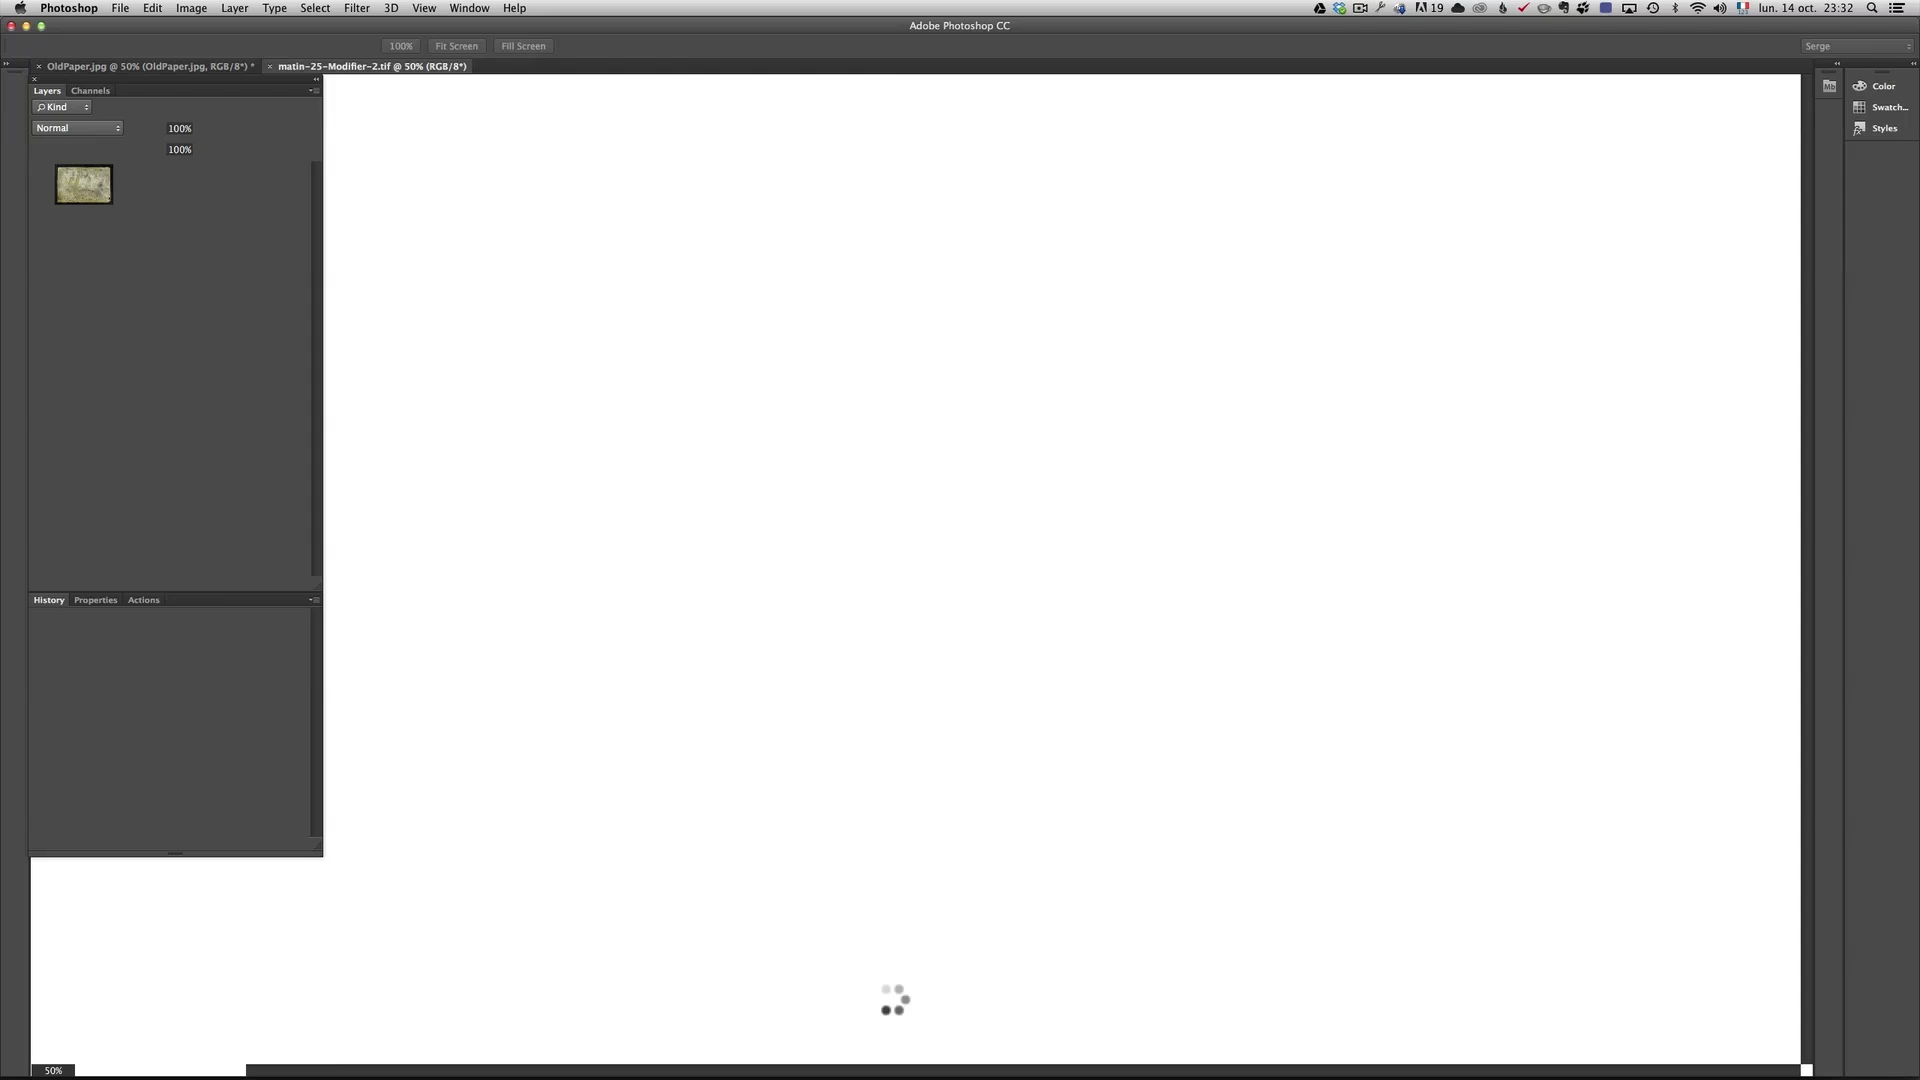 Photoshop File Edit Image Layer Type Select Filter 3D View Window Help 19 lun. 14 oct. 23:32
Adobe Photoshop CC
100% Fit Screen Fill Screen Serge
OldPaper.jpg @ 50% (OldPaper.jpg, RGB/8*) * matin-25-Modifier-2.tif @ 50% (RGB/8*)
Layers Channels
Kind
Normal 100%
100%
Mb
Color
Swatch...
Styles
History Properties Actions
50%